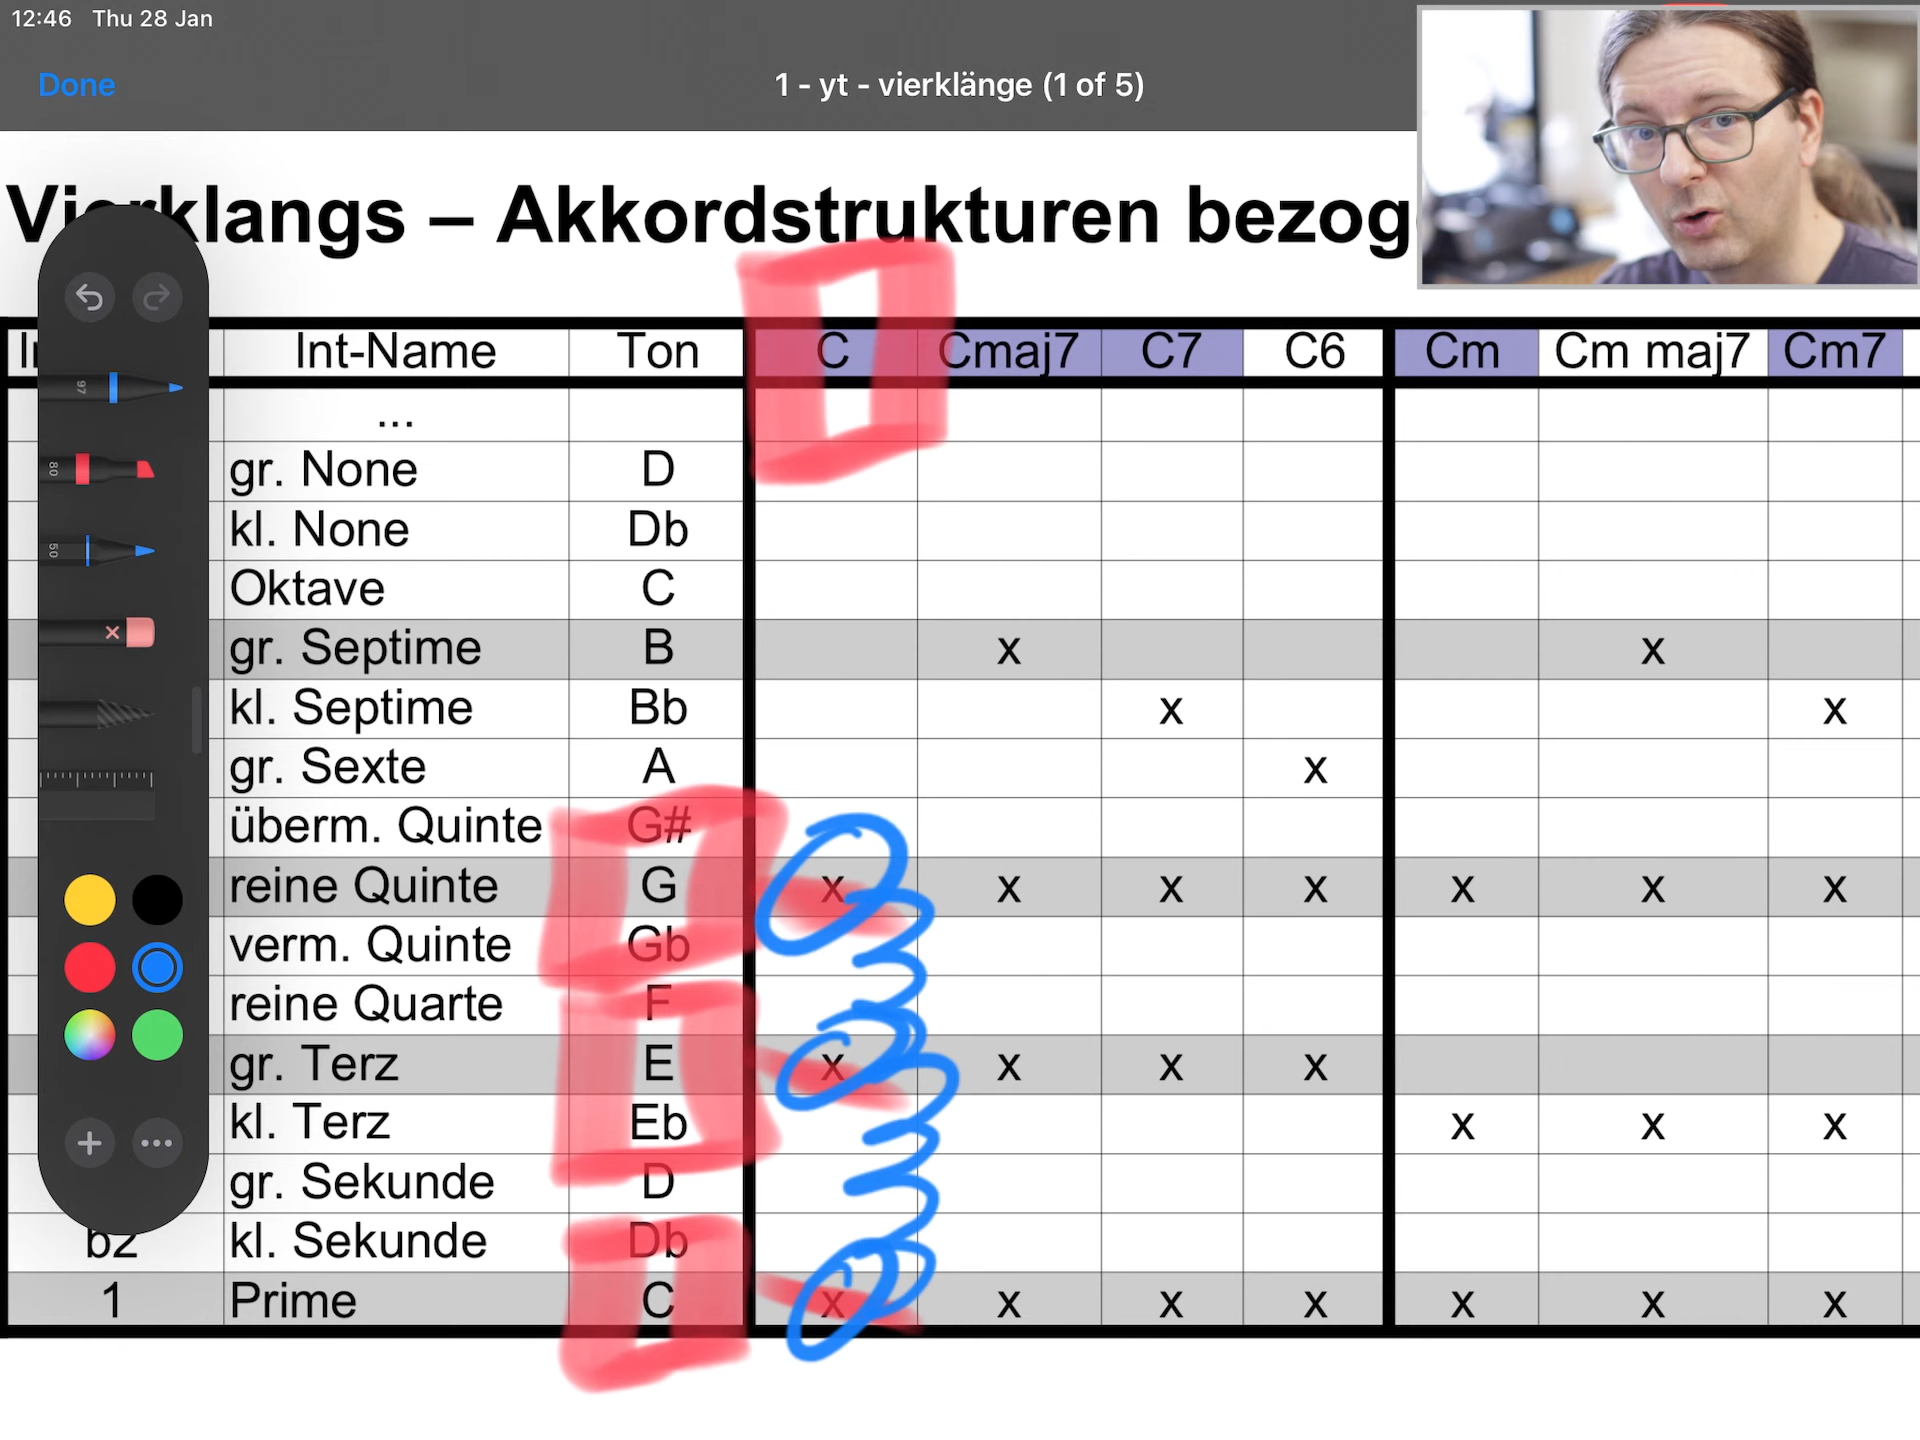 12:46 Thu 28 Jan
Done
1 - yt - vierklänge (1 of 5)
Vierklangs – Akkordstrukturen bezog
Int-Name Ton C Cmaj7 C7 C6 Cm Cm maj7 Cm7
...
gr. None D
kl. None Db
Oktave C
gr. Septime B x x
kl. Septime Bb x x
gr. Sexte A x
überm. Quinte G#
reine Quinte G x x x x x x x
verm. Quinte Gb
reine Quarte F
gr. Terz E x x x x
kl. Terz Eb x x x
gr. Sekunde D
b2 kl. Sekunde Db
1 Prime C x x x x x x x
97
80
50